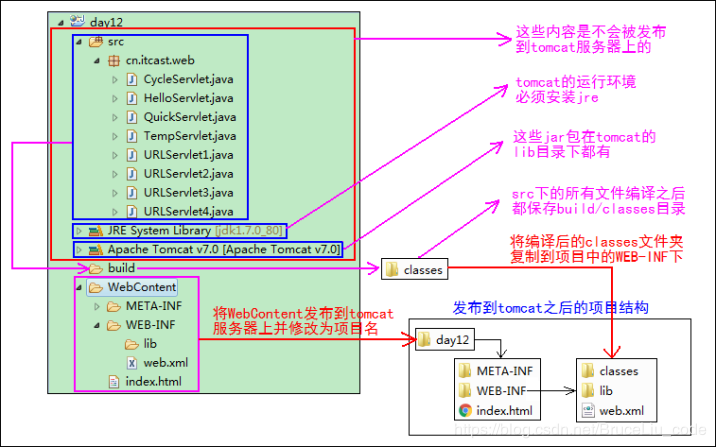 day12
src
cn.itcast.web
CycleServlet.java
HelloServlet.java
QuickServlet.java
TempServlet.java
URLServlet1.java
URLServlet2.java
URLServlet3.java
URLServlet4.java
JRE System Library [jdk1.7.0_80]
Apache Tomcat v7.0 [Apache Tomcat v7.0]
build
WebContent
META-INF
WEB-INF
lib
web.xml
index.html
这些内容是不会被发布
到tomcat服务器上的
tomcat的运行环境
必须安装jre
这些jar包在tomcat的
lib目录下都有
src下的所有文件编译之后
都保存build/classes目录
classes
将编译后的classes文件夹
复制到项目中的WEB-INF下
将WebContent发布到tomcat
服务器上并修改为项目名
发布到tomcat之后的项目结构
day12
META-INF
WEB-INF
index.html
classes
lib
web.xml
https://blog.csdn.net/BruceLiu_code